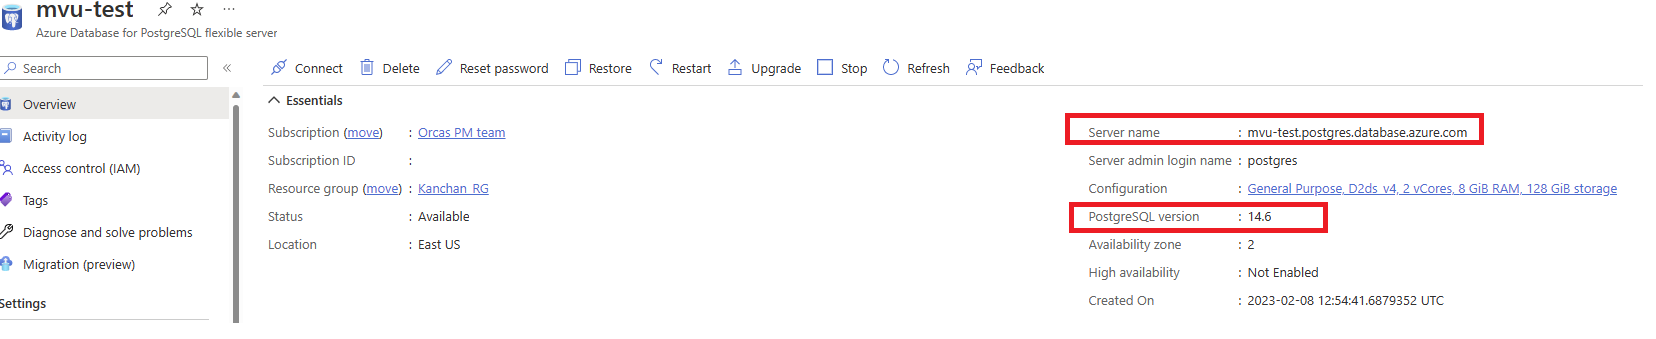 mvu-test
Azure Database for PostgreSQL flexible server
Search
Connect Delete Reset password Restore Restart Upgrade Stop Refresh Feedback
Overview
Activity log
Access control (IAM)
Tags
Diagnose and solve problems
Migration (preview)
Settings
Essentials
Subscription (move) : Orcas PM team
Subscription ID :
Resource group (move) : Kanchan_RG
Status : Available
Location : East US
Server name : mvu-test.postgres.database.azure.com
Server admin login name : postgres
Configuration : General Purpose, D2ds_v4, 2 vCores, 8 GiB RAM, 128 GiB storage
PostgreSQL version : 14.6
Availability zone : 2
High availability : Not Enabled
Created On : 2023-02-08 12:54:41.6879352 UTC